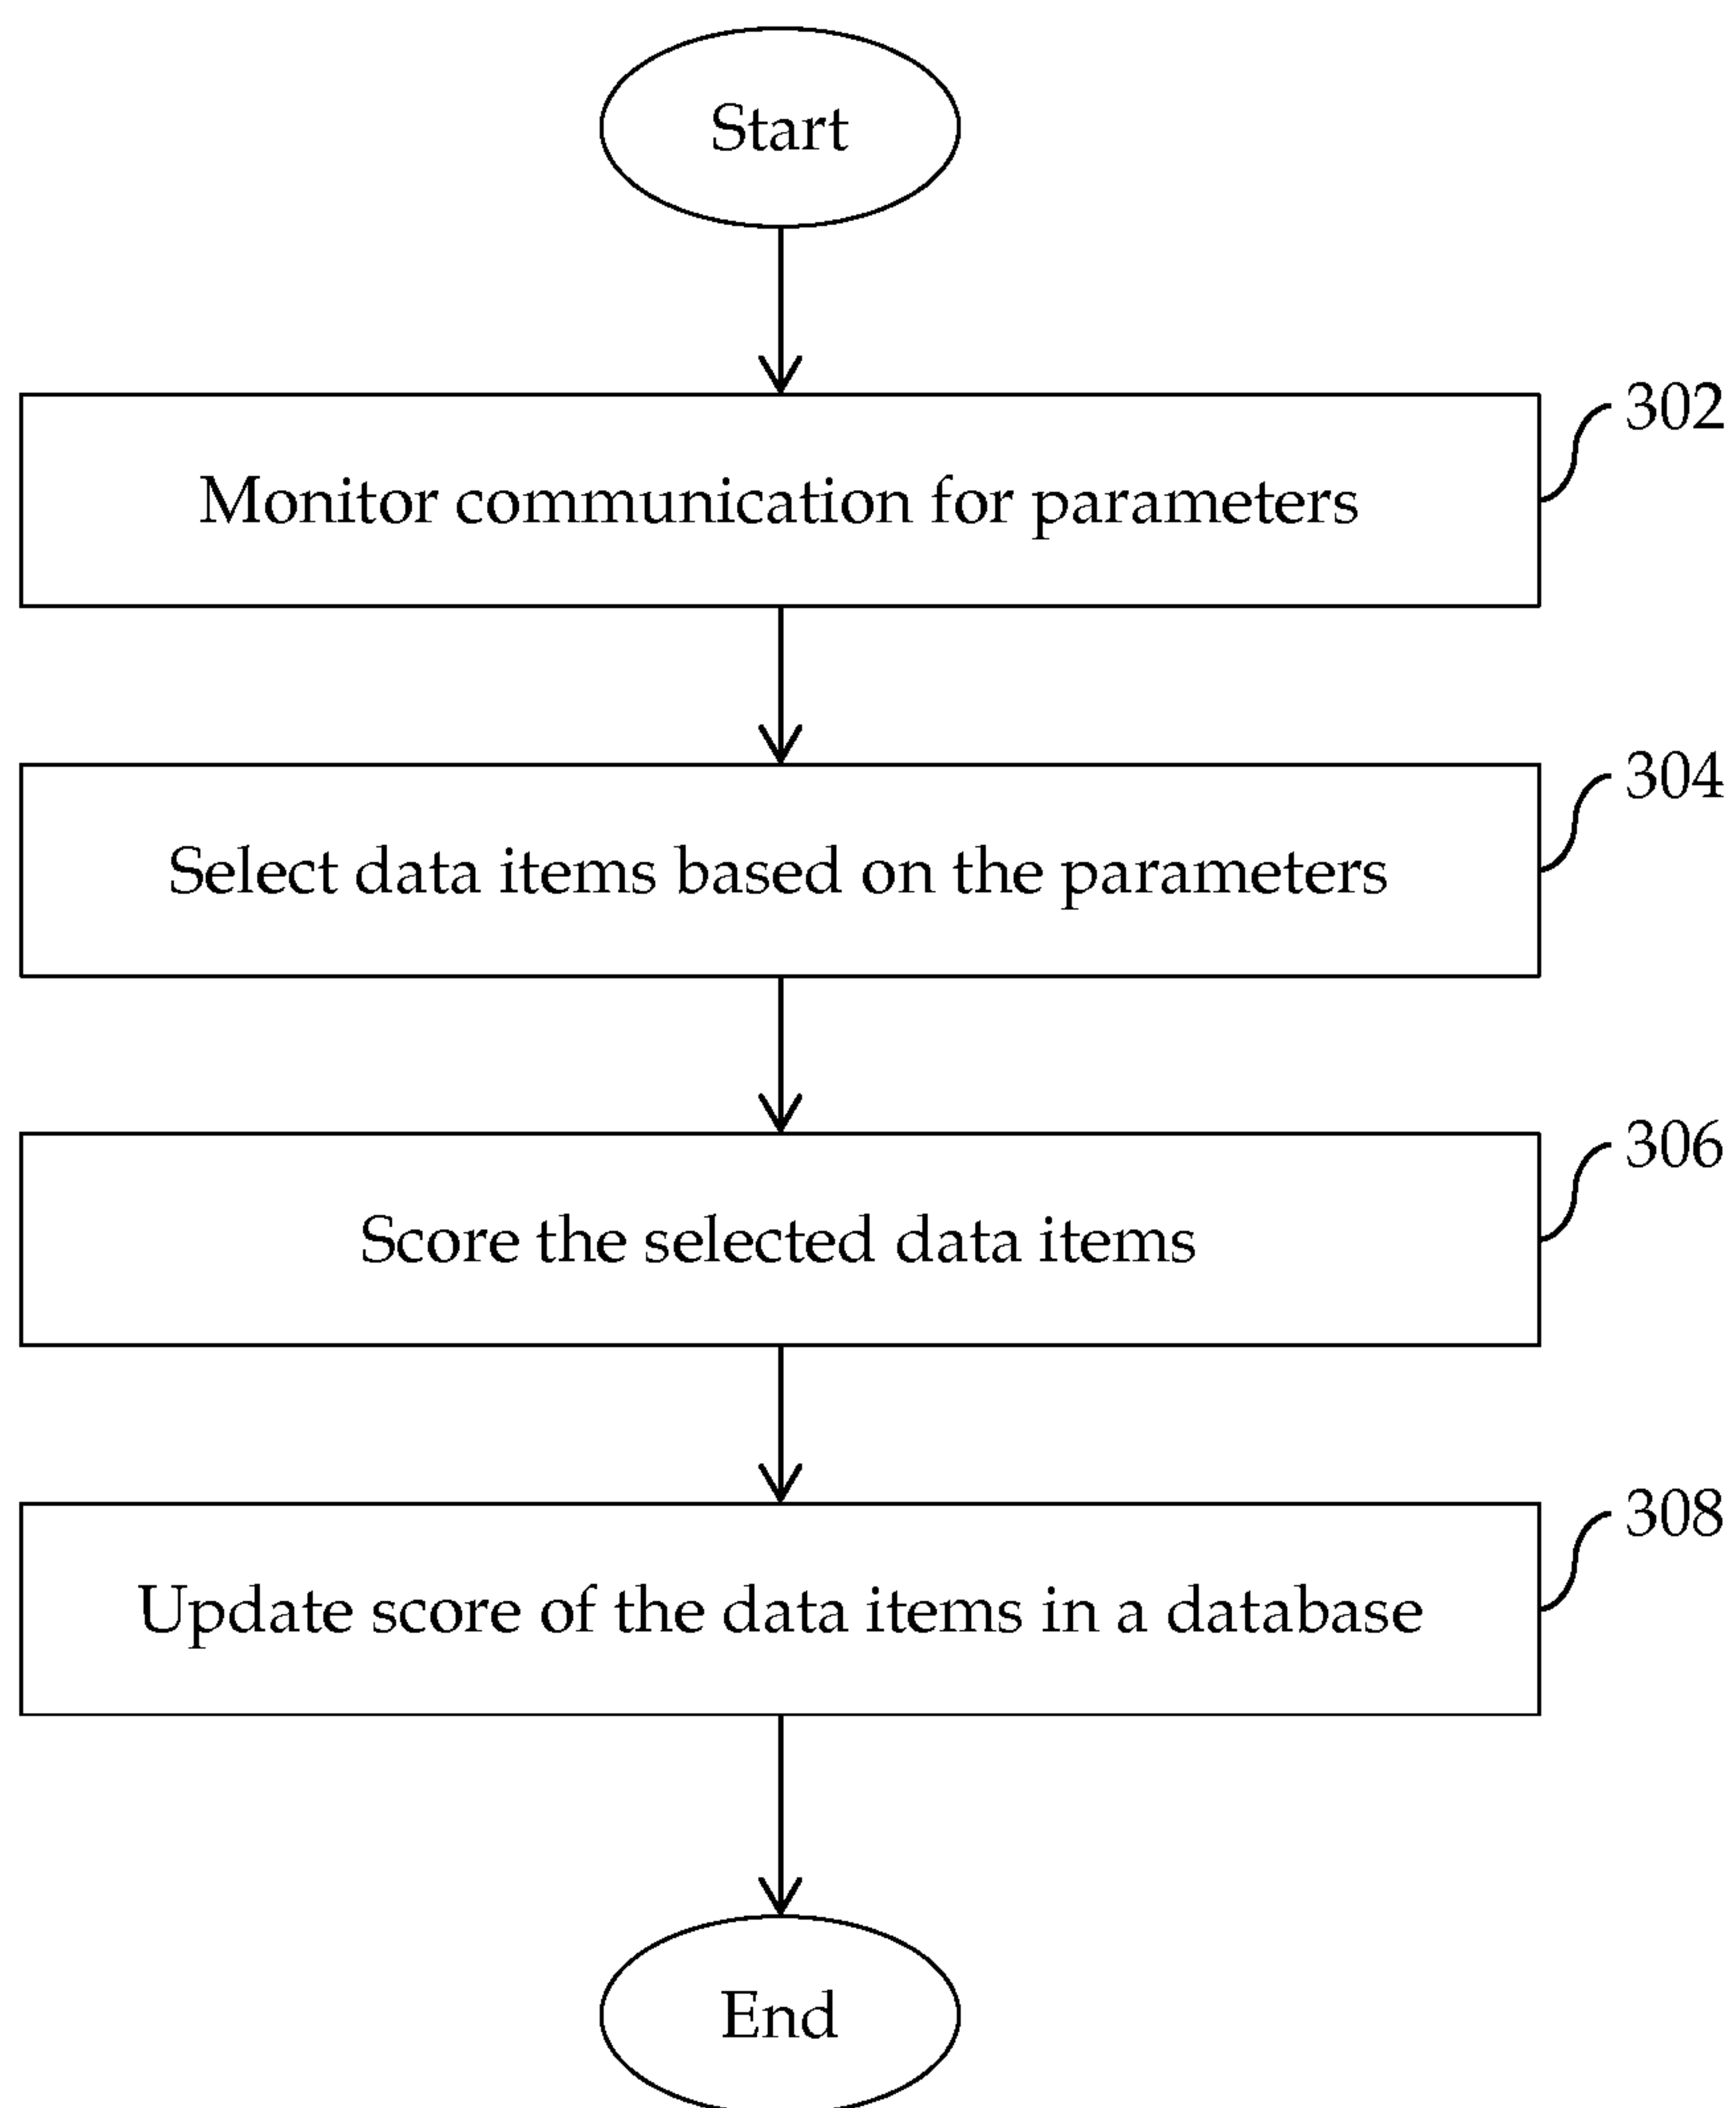 Start
302
Monitor communication for parameters
304
Select data items based on the parameters
306
Score the selected data items
308
Update score of the data items in a database
End